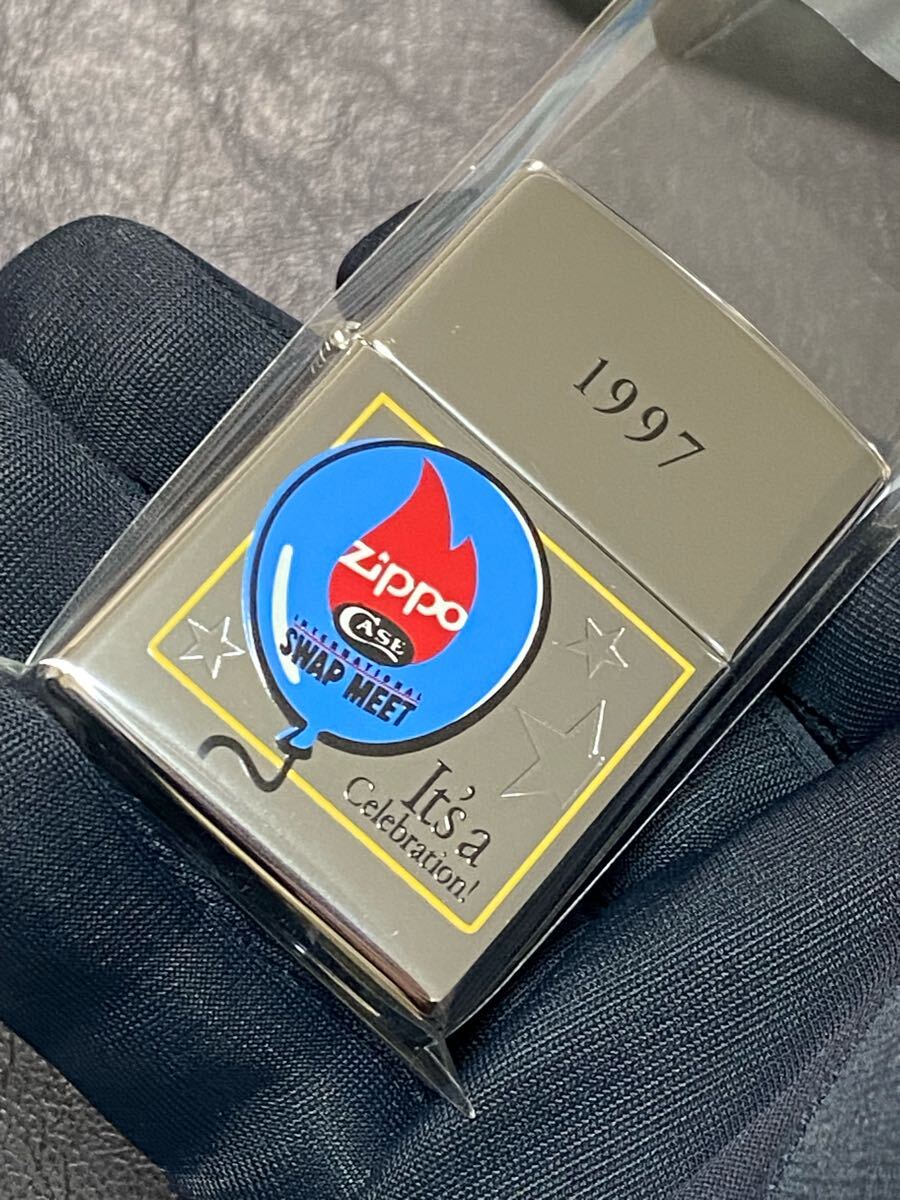 1997
Zippo
CASE
INTERNATIONAL
SWAP MEET
It's a
Celebration!